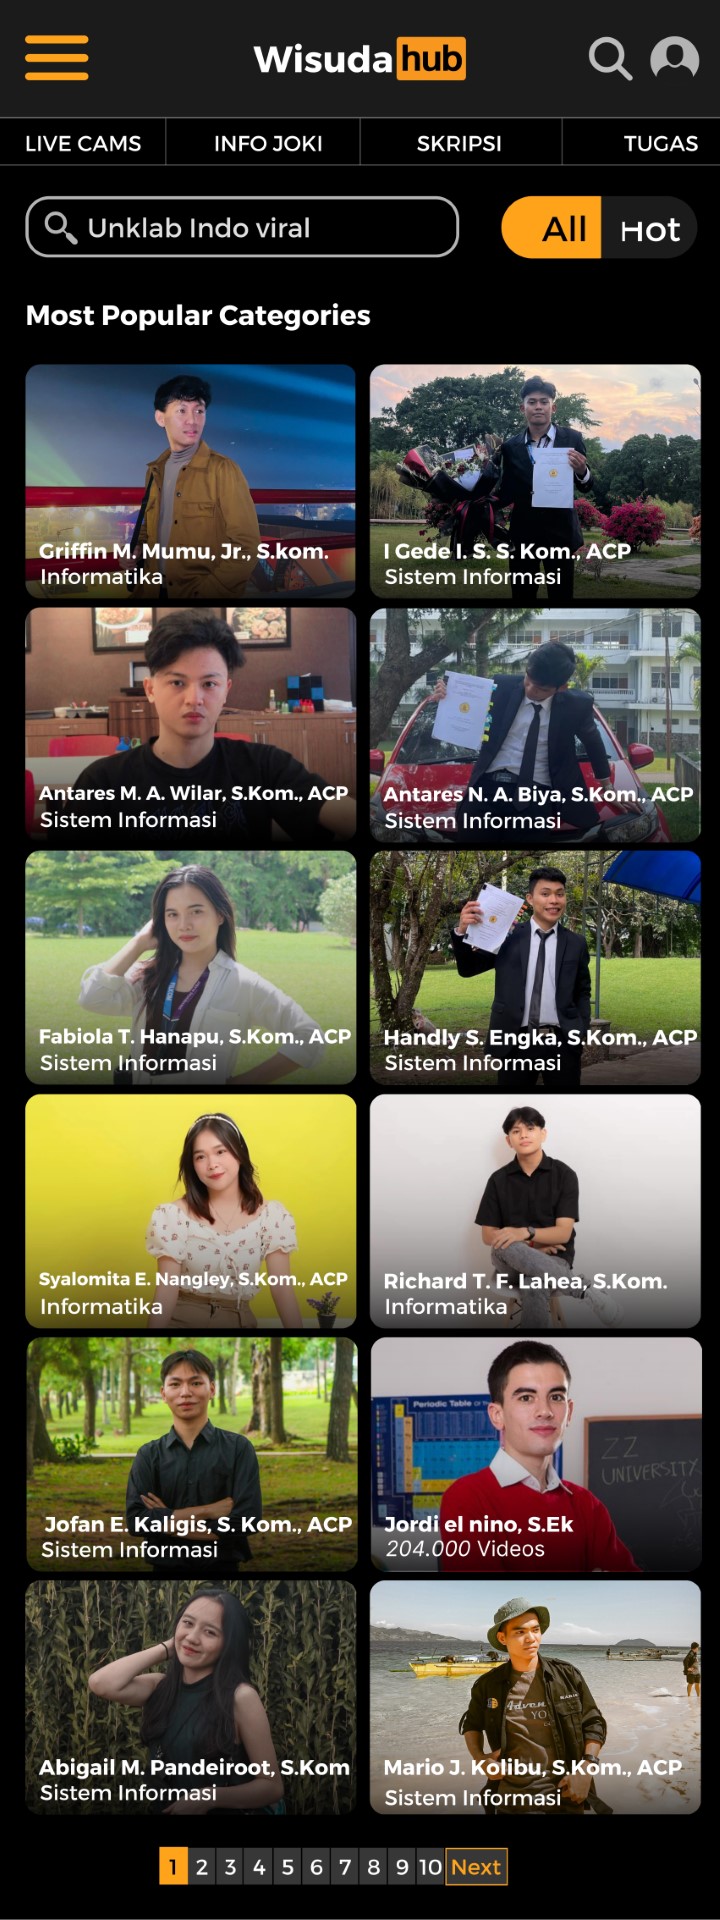 Wisuda hub
LIVE CAMS INFO JOKI SKRIPSI TUGAS
Unklab Indo viral
All Hot
Most Popular Categories
Griffin M. Mumu, Jr., S.kom.
Informatika
I Gede I. S. S. Kom., ACP
Sistem Informasi
Antares M. A. Wilar, S.Kom., ACP
Sistem Informasi
Antares N. A. Biya, S.Kom., ACP
Sistem Informasi
Fabiola T. Hanapu, S.Kom., ACP
Sistem Informasi
Handly S. Engka, S.Kom., ACP
Sistem Informasi
Syalomita E. Nangley, S.Kom., ACP
Informatika
Richard T. F. Lahea, S.Kom.
Informatika
Jofan E. Kaligis, S. Kom., ACP
Sistem Informasi
Periodic Table
ZZ
UNIVERSITY
Jordi el nino, S.Ek
204.000 Videos
Abigail M. Pandeiroot, S.Kom
Sistem Informasi
Mario J. Kolibu, S.Kom., ACP
Sistem Informasi
1 2 3 4 5 6 7 8 9 10 Next